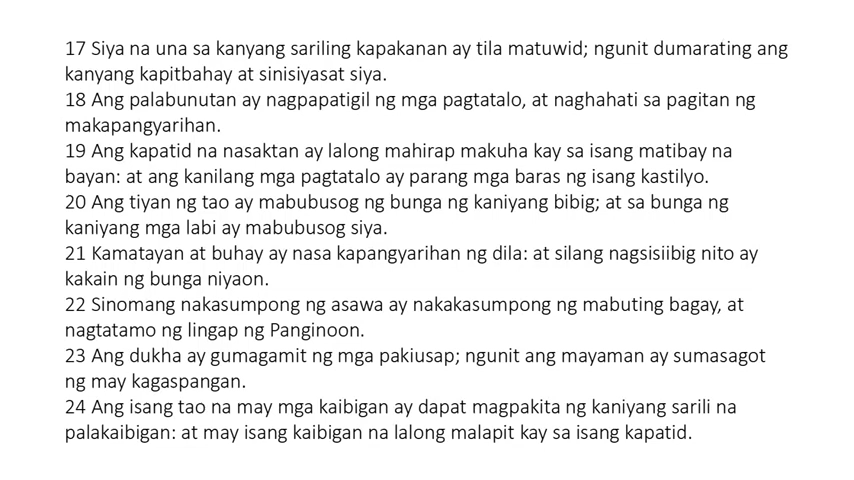 17 Siya na una sa kanyang sariling kapakanan ay tila matuwid; ngunit dumarating ang
kanyang kapitbahay at sinisiyasat siya.
18 Ang palabunutan ay nagpapatigil ng mga pagtatalo, at naghahati sa pagitan ng
makapangyarihan.
19 Ang kapatid na nasaktan ay lalong mahirap makuha kay sa isang matibay na
bayan: at ang kanilang mga pagtatalo ay parang mga baras ng isang kastilyo.
20 Ang tiyan ng tao ay mabubusog ng bunga ng kaniyang bibig; at sa bunga ng
kaniyang mga labi ay mabubusog siya.
21 Kamatayan at buhay ay nasa kapangyarihan ng dila: at silang nagsisiibig nito ay
kakain ng bunga niyaon.
22 Sinomang nakasumpong ng asawa ay nakakasumpong ng mabuting bagay, at
nagtatamo ng lingap ng Panginoon.
23 Ang dukha ay gumagamit ng mga pakiusap; ngunit ang mayaman ay sumasagot
ng may kagaspangan.
24 Ang isang tao na may mga kaibigan ay dapat magpakita ng kaniyang sarili na
palakaibigan: at may isang kaibigan na lalong malapit kay sa isang kapatid.